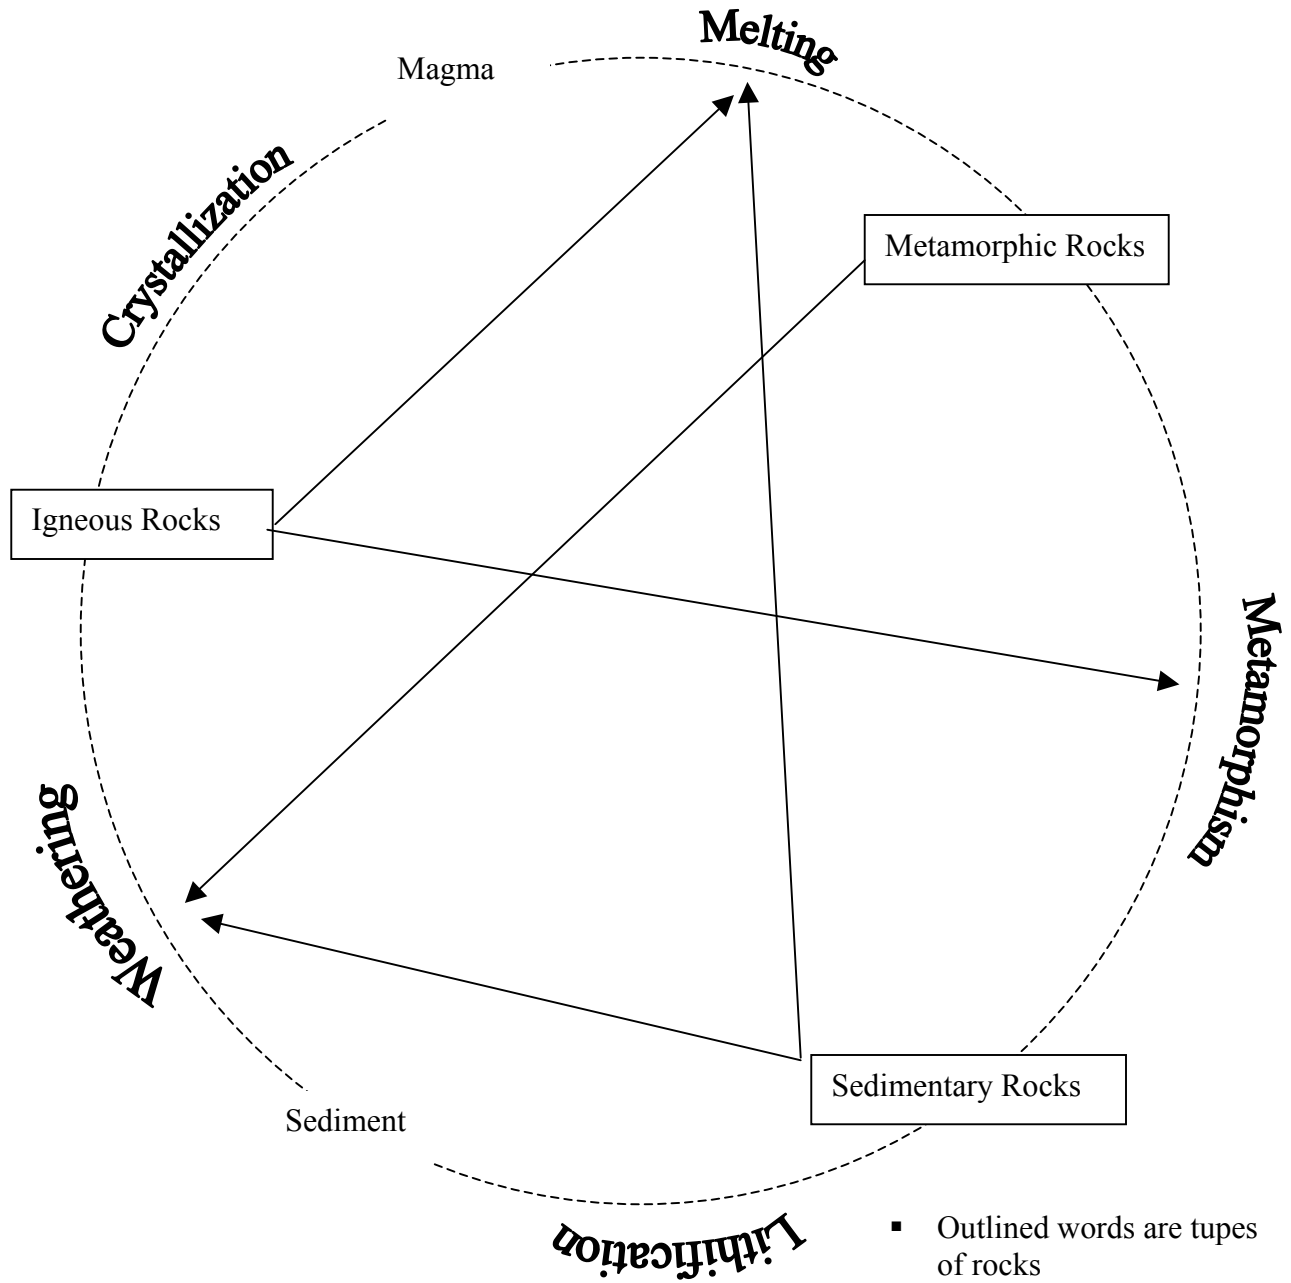 Melting
Magma
Crystallization
Metamorphic Rocks
Igneous Rocks
Metamorphism
Weathering
Sedimentary Rocks
Sediment
Lithification
▪ Outlined words are tupes
of rocks